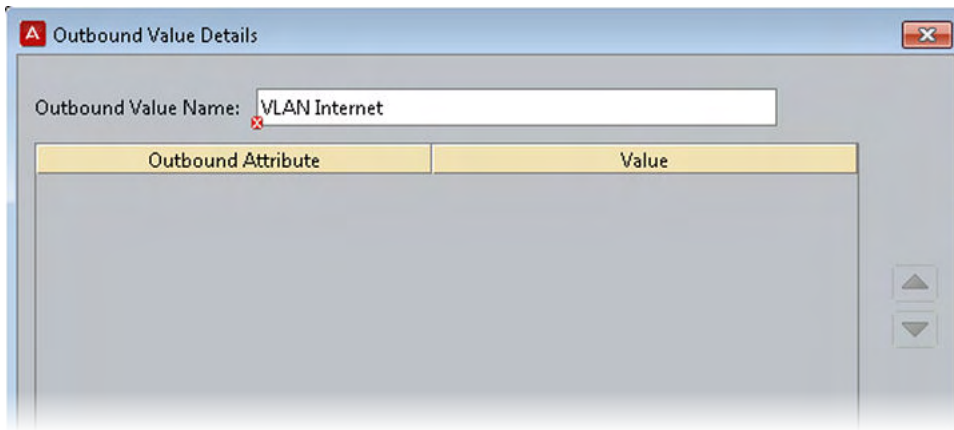 Outbound Value Details
Outbound Value Name: VLAN Internet
Outbound Attribute Value